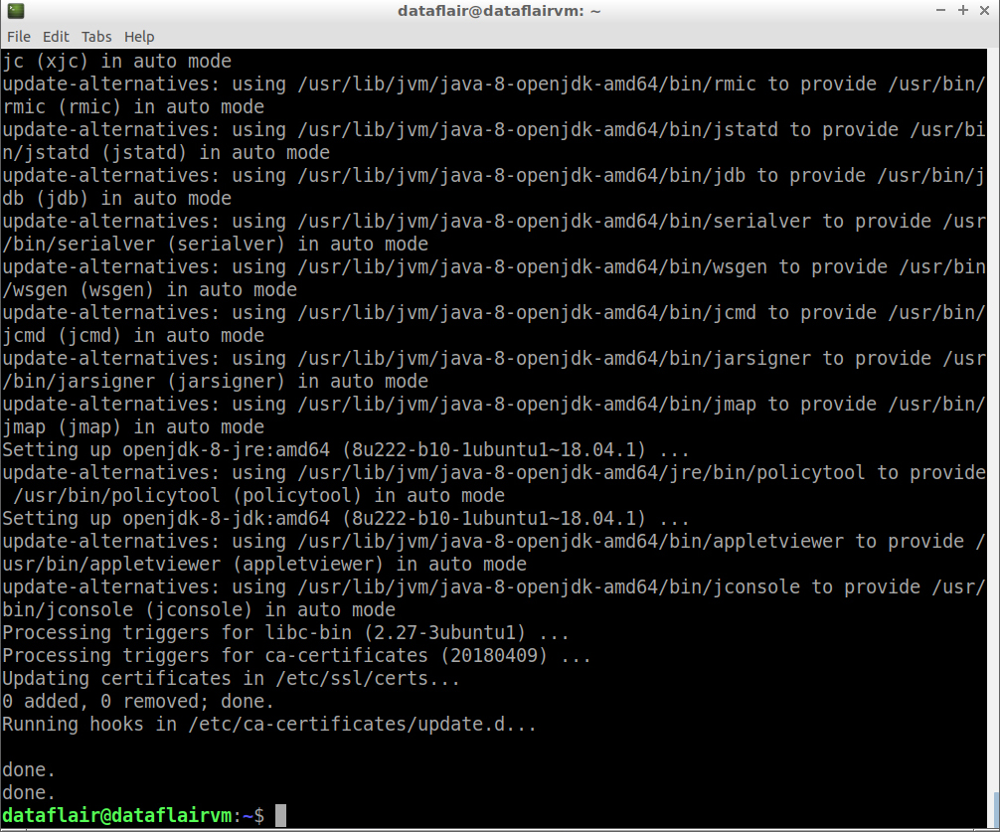 dataflair@dataflairvm: ~
File Edit Tabs Help
jc (xjc) in auto mode
update-alternatives: using /usr/lib/jvm/java-8-openjdk-amd64/bin/rmic to provide /usr/bin/
rmic (rmic) in auto mode
update-alternatives: using /usr/lib/jvm/java-8-openjdk-amd64/bin/jstatd to provide /usr/bi
n/jstatd (jstatd) in auto mode
update-alternatives: using /usr/lib/jvm/java-8-openjdk-amd64/bin/jdb to provide /usr/bin/j
db (jdb) in auto mode
update-alternatives: using /usr/lib/jvm/java-8-openjdk-amd64/bin/serialver to provide /usr
/bin/serialver (serialver) in auto mode
update-alternatives: using /usr/lib/jvm/java-8-openjdk-amd64/bin/wsgen to provide /usr/bin
/wsgen (wsgen) in auto mode
update-alternatives: using /usr/lib/jvm/java-8-openjdk-amd64/bin/jcmd to provide /usr/bin/
jcmd (jcmd) in auto mode
update-alternatives: using /usr/lib/jvm/java-8-openjdk-amd64/bin/jarsigner to provide /usr
/bin/jarsigner (jarsigner) in auto mode
update-alternatives: using /usr/lib/jvm/java-8-openjdk-amd64/bin/jmap to provide /usr/bin/
jmap (jmap) in auto mode
Setting up openjdk-8-jre:amd64 (8u222-b10-1ubuntu1~18.04.1) ...
update-alternatives: using /usr/lib/jvm/java-8-openjdk-amd64/jre/bin/policytool to provide
 /usr/bin/policytool (policytool) in auto mode
Setting up openjdk-8-jdk:amd64 (8u222-b10-1ubuntu1~18.04.1) ...
update-alternatives: using /usr/lib/jvm/java-8-openjdk-amd64/bin/appletviewer to provide /
usr/bin/appletviewer (appletviewer) in auto mode
update-alternatives: using /usr/lib/jvm/java-8-openjdk-amd64/bin/jconsole to provide /usr/
bin/jconsole (jconsole) in auto mode
Processing triggers for libc-bin (2.27-3ubuntu1) ...
Processing triggers for ca-certificates (20180409) ...
Updating certificates in /etc/ssl/certs...
0 added, 0 removed; done.
Running hooks in /etc/ca-certificates/update.d...

done.
done.
dataflair@dataflairvm:~$